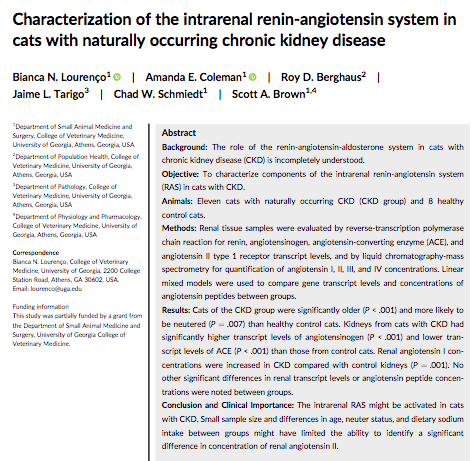 Characterization of the intrarenal renin-angiotensin system in
cats with naturally occurring chronic kidney disease
Bianca N. Lourenço1 | Amanda E. Coleman1 | Roy D. Berghaus2 |
Jaime L. Tarigo3 | Chad W. Schmiedt1 | Scott A. Brown1,4
1Department of Small Animal Medicine and
Surgery, College of Veterinary Medicine,
University of Georgia, Athens, Georgia, USA
2Department of Population Health, College of
Veterinary Medicine, University of Georgia,
Athens, Georgia, USA
3Department of Pathology, College of
Veterinary Medicine, University of Georgia,
Athens, Georgia, USA
4Department of Physiology and Pharmacology,
College of Veterinary Medicine, University of
Georgia, Athens, Georgia, USA
Correspondence
Bianca N. Lourenço, College of Veterinary
Medicine, University of Georgia, 2200 College
Station Road, Athens, GA 30602, USA.
Email: lourenco@uga.edu
Funding information
This study was partially funded by a grant from
the Department of Small Animal Medicine and
Surgery, University of Georgia College of
Veterinary Medicine.
Abstract
Background: The role of the renin-angiotensin-aldosterone system in cats with
chronic kidney disease (CKD) is incompletely understood.
Objective: To characterize components of the intrarenal renin-angiotensin system
(RAS) in cats with CKD.
Animals: Eleven cats with naturally occurring CKD (CKD group) and 8 healthy
control cats.
Methods: Renal tissue samples were evaluated by reverse-transcription polymerase
chain reaction for renin, angiotensinogen, angiotensin-converting enzyme (ACE), and
angiotensin II type 1 receptor transcript levels, and by liquid chromatography-mass
spectrometry for quantification of angiotensin I, II, III, and IV concentrations. Linear
mixed models were used to compare gene transcript levels and concentrations of
angiotensin peptides between groups.
Results: Cats of the CKD group were significantly older (P < .001) and more likely to
be neutered (P = .007) than healthy control cats. Kidneys from cats with CKD had
significantly higher transcript levels of angiotensinogen (P < .001) and lower tran-
script levels of ACE (P < .001) than those from control cats. Renal angiotensin I con-
centrations were increased in CKD compared with control kidneys (P = .001). No
other significant differences in renal transcript levels or angiotensin peptide concen-
trations were noted between groups.
Conclusion and Clinical Importance: The intrarenal RAS might be activated in cats
with CKD. Small sample size and differences in age, neuter status, and dietary sodium
intake between groups might have limited the ability to identify a significant
difference in concentration of renal angiotensin II.